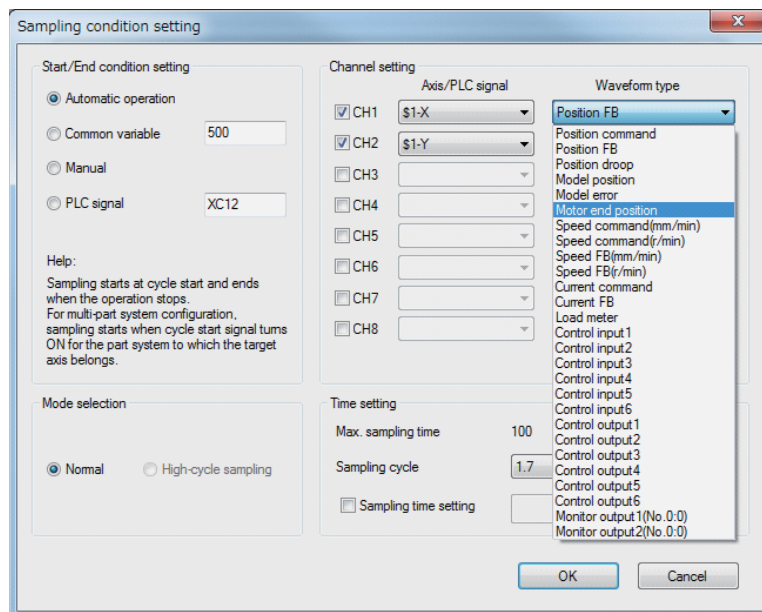 Sampling condition setting
Start/End condition setting
Automatic operation
Common variable 500
Manual
PLC signal XC12
Help:
Sampling starts at cycle start and ends
when the operation stops.
For multi-part system configuration,
sampling starts when cycle start signal turns
ON for the part system to which the target
axis belongs.
Channel setting
Axis/PLC signal Waveform type
CH1 $1-X Position FB
CH2 $1-Y
CH3
CH4
CH5
CH6
CH7
CH8
Position command
Position FB
Position droop
Model position
Model error
Motor end position
Speed command(mm/min)
Speed command(r/min)
Speed FB(mm/min)
Speed FB(r/min)
Current command
Current FB
Load meter
Control input1
Control input2
Control input3
Control input4
Control input5
Control input6
Control output1
Control output2
Control output3
Control output4
Control output5
Control output6
Monitor output1(No.0:0)
Monitor output2(No.0:0)
Mode selection
Normal High-cycle sampling
Time setting
Max. sampling time 100
Sampling cycle 1.7
Sampling time setting
OK Cancel